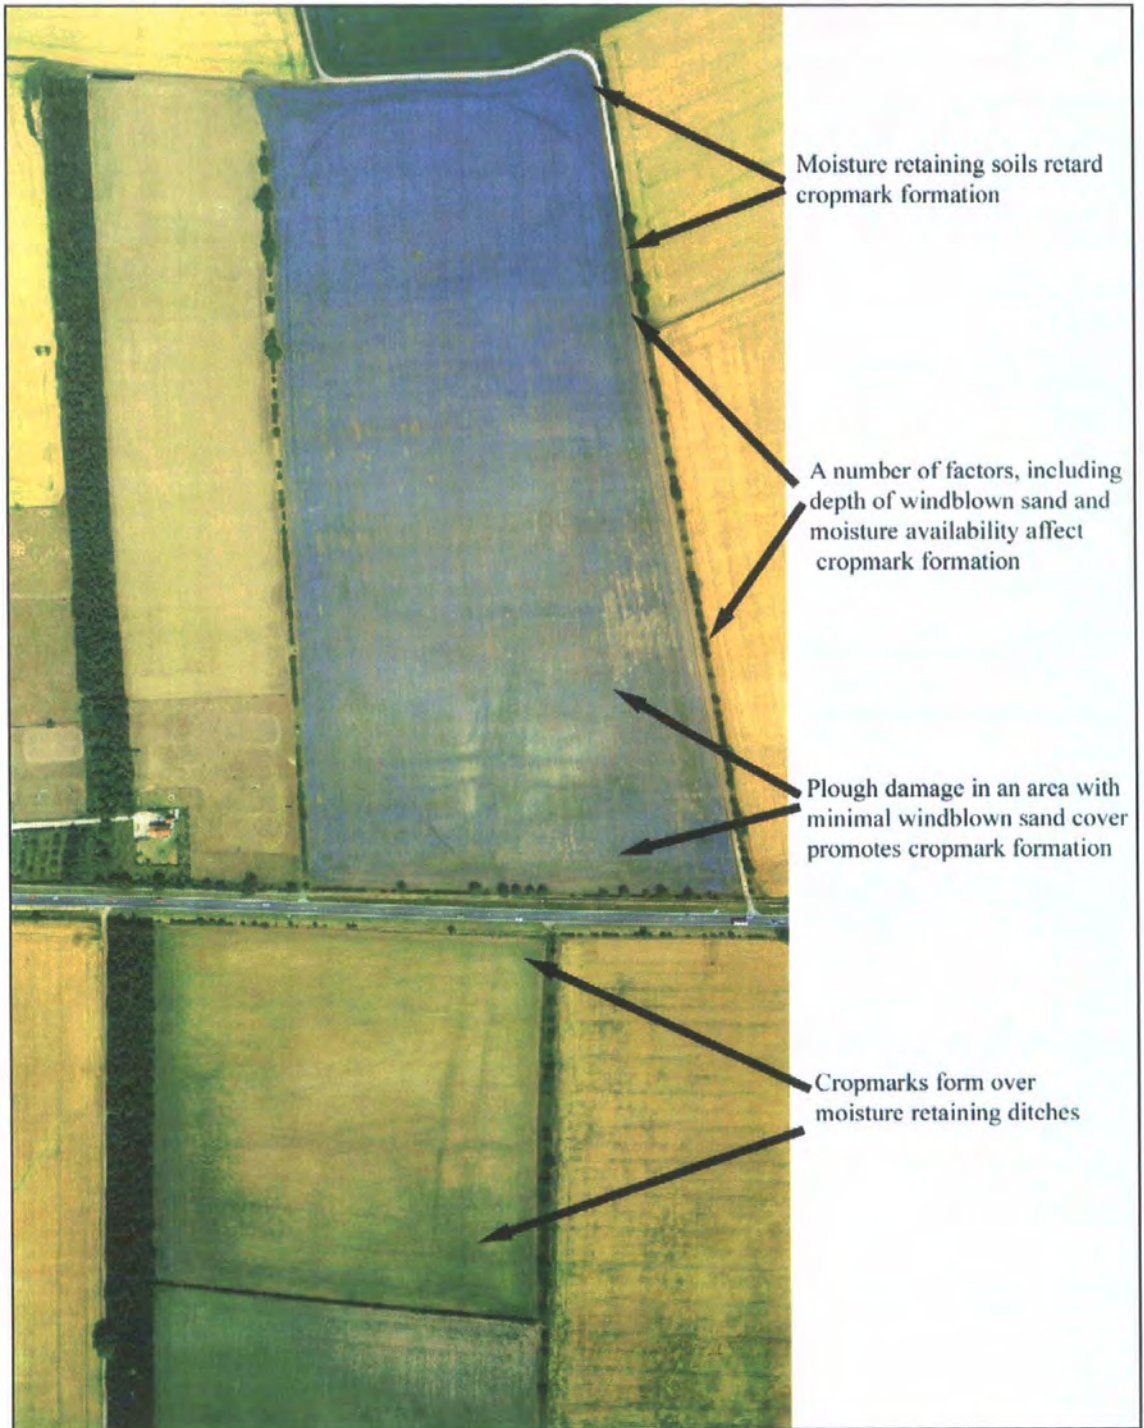 Moisture retaining soils retard
cropmark formation
A number of factors, including
depth of windblown sand and
moisture availability affect
cropmark formation
Plough damage in an area with
minimal windblown sand cover
promotes cropmark formation
Cropmarks form over
moisture retaining ditches